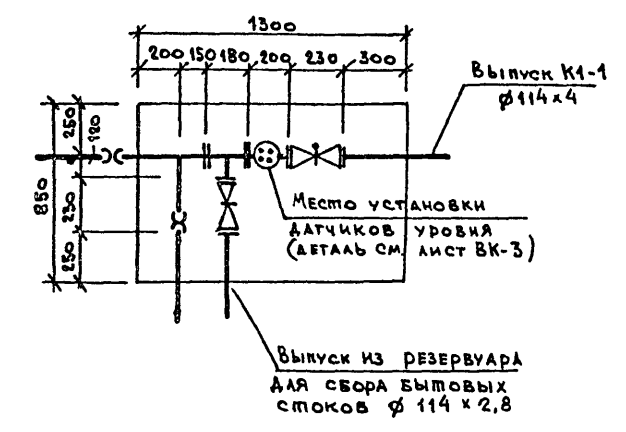 1300
200 150 180 200 230 300
Выпуск К1-1
ϕ114×4
250
120
850
230
250
Место установки
датчиков уровня
(деталь см. лист ВК-3)
Выпуск из резервуара
для сбора бытовых
стоков ϕ 114 × 2,8